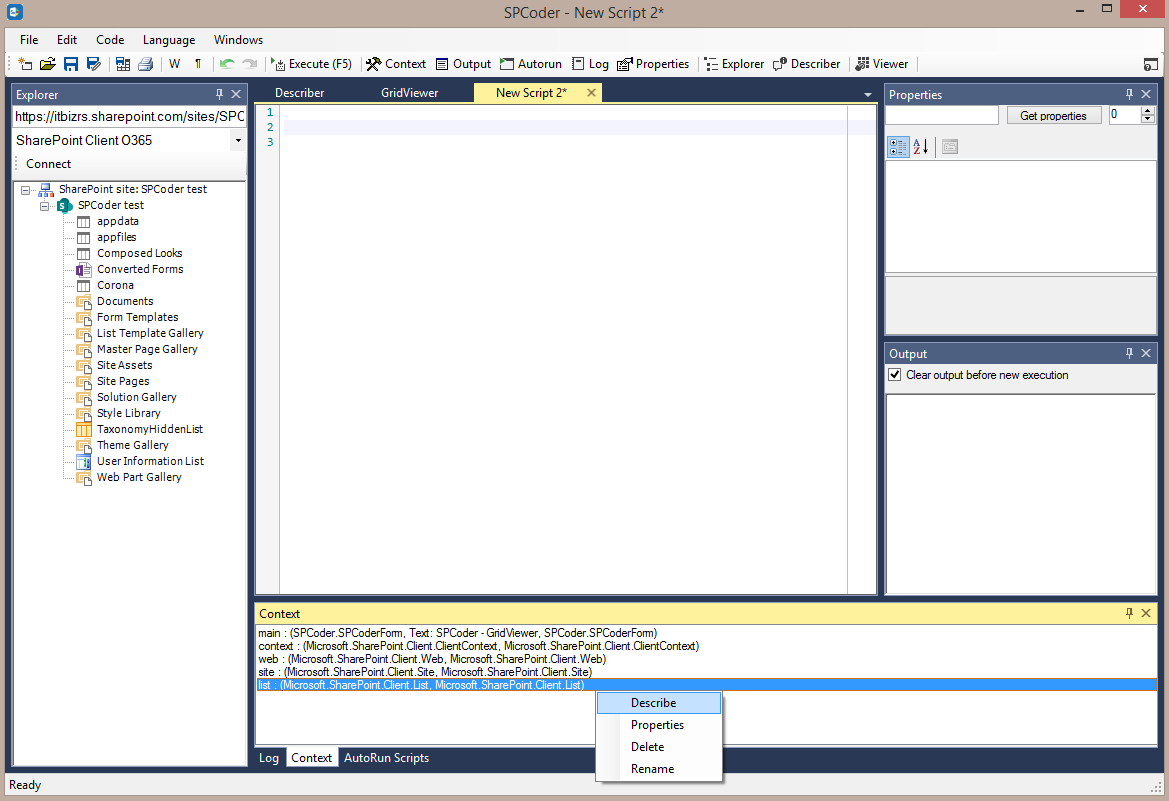 SPCoder - New Script 2*
File Edit Code Language Windows
W ¶ Execute (F5) Context Output Autorun Log Properties Explorer Describer Viewer
Explorer
https://itbizrs.sharepoint.com/sites/SPC
SharePoint Client O365
Connect
SharePoint site: SPCoder test
SPCoder test
appdata
appfiles
Composed Looks
Converted Forms
Corona
Documents
Form Templates
List Template Gallery
Master Page Gallery
Site Assets
Site Pages
Solution Gallery
Style Library
TaxonomyHiddenList
Theme Gallery
User Information List
Web Part Gallery
Describer GridViewer New Script 2*
1
2
3
Properties
Get properties 0
Output
Clear output before new execution
Context
main : (SPCoder.SPCoderForm, Text: SPCoder - GridViewer, SPCoder.SPCoderForm)
context : (Microsoft.SharePoint.Client.ClientContext, Microsoft.SharePoint.Client.ClientContext)
web : (Microsoft.SharePoint.Client.Web, Microsoft.SharePoint.Client.Web)
site : (Microsoft.SharePoint.Client.Site, Microsoft.SharePoint.Client.Site)
list : (Microsoft.SharePoint.Client.List, Microsoft.SharePoint.Client.List)
Describe
Properties
Delete
Rename
Log Context AutoRun Scripts
Ready